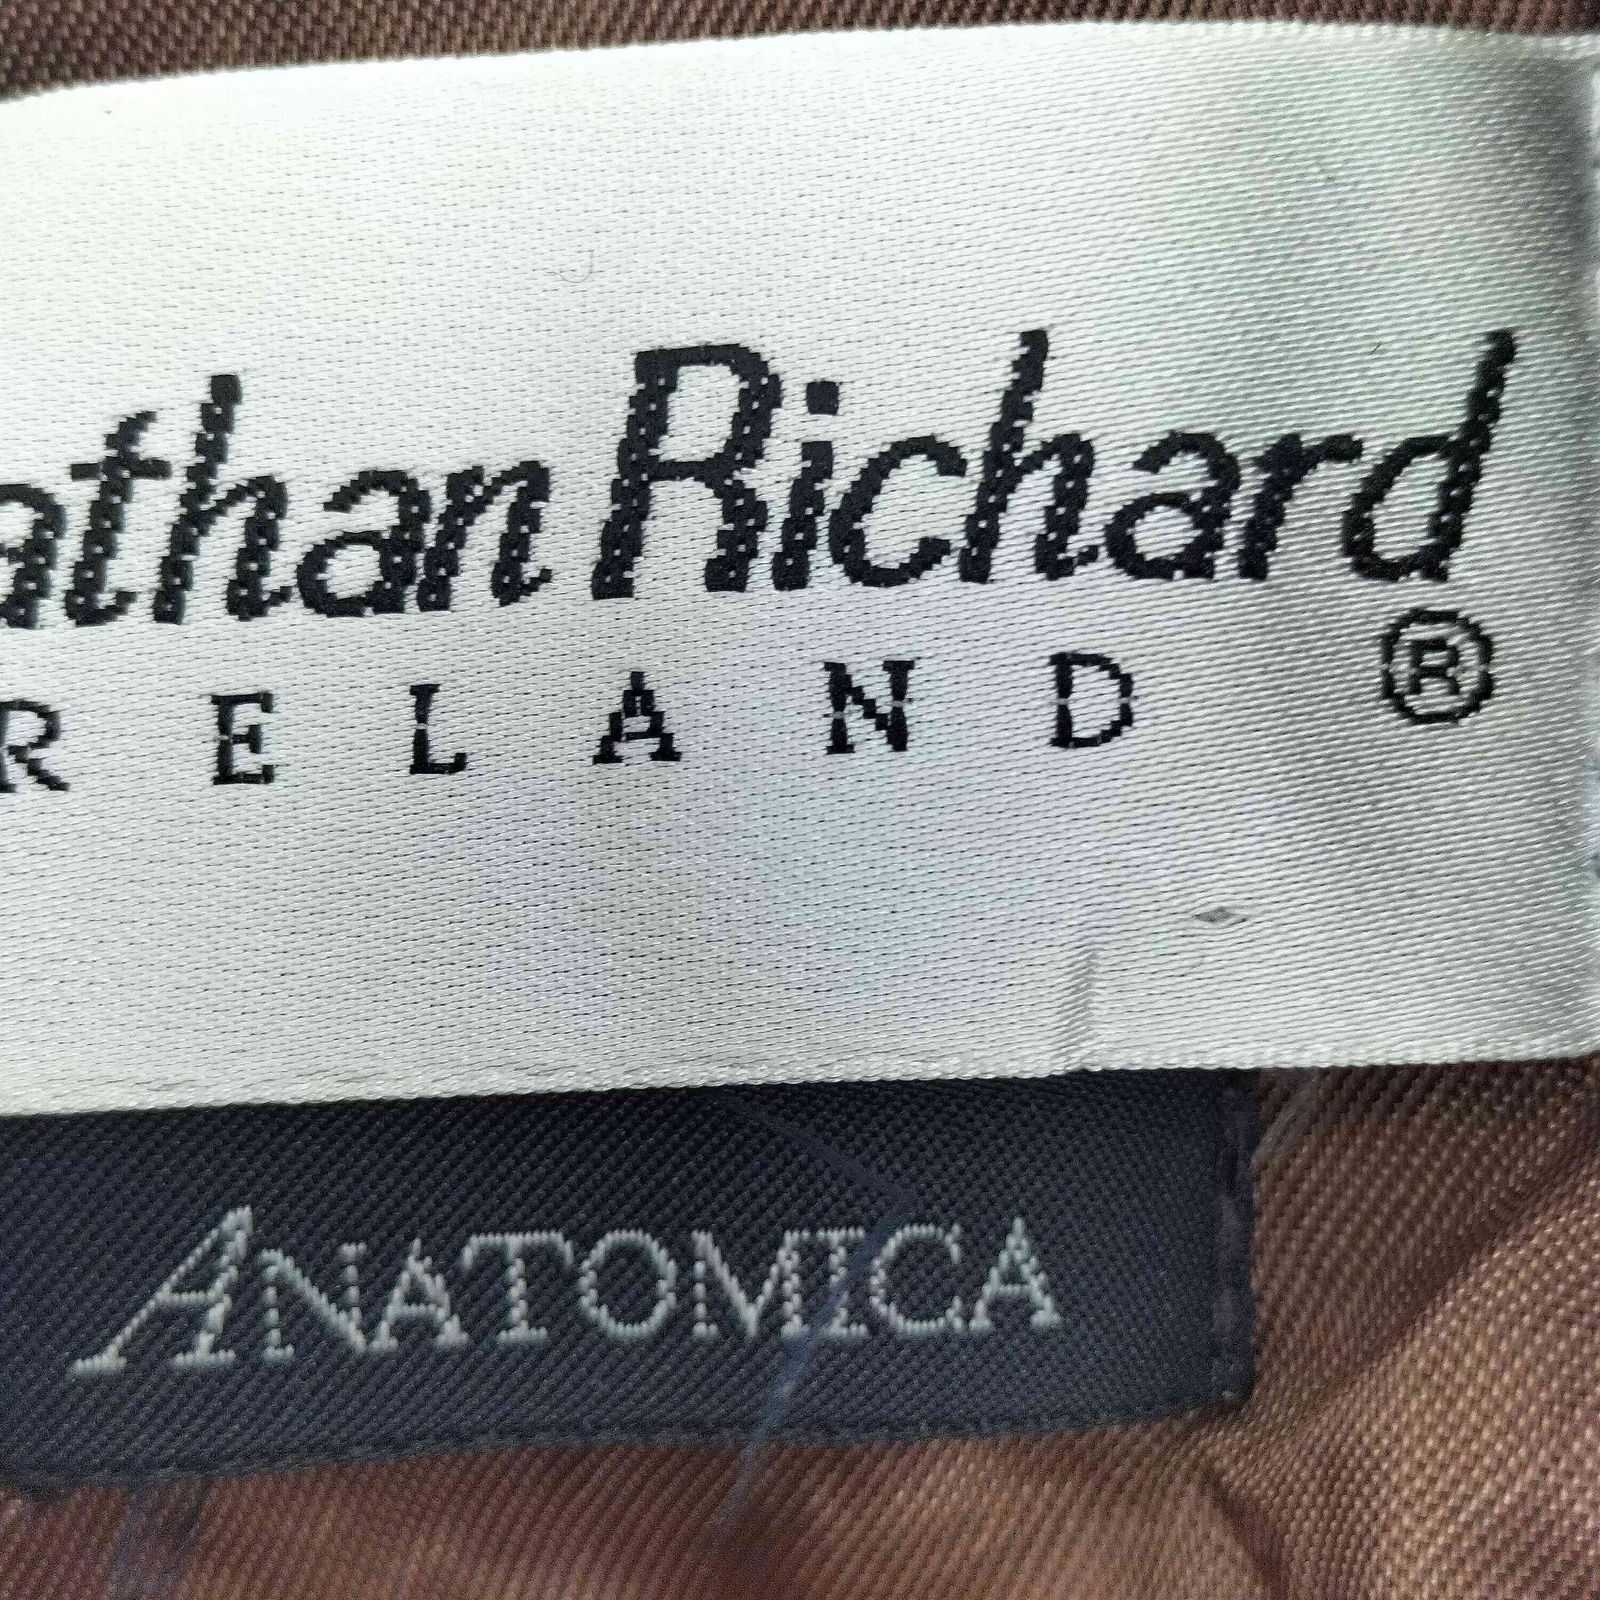 athan Richard
RELAND ®
ANATOMICA